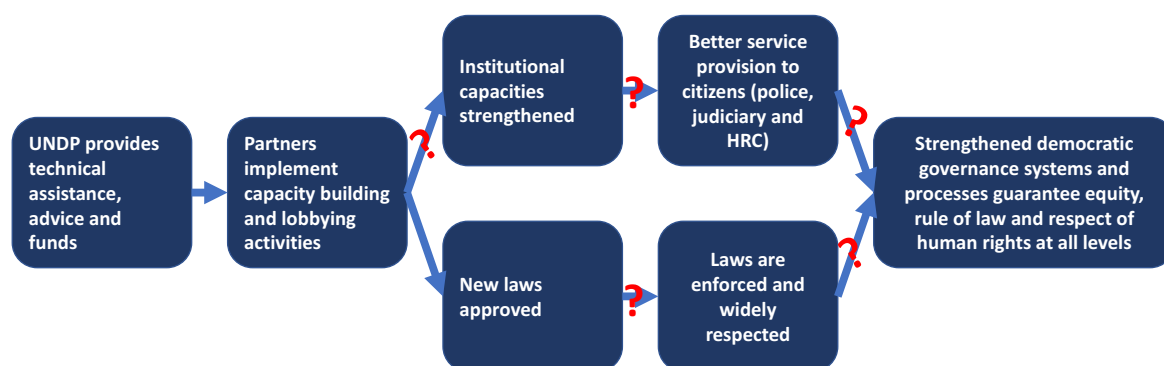 UNDP provides
technical
assistance,
advice and
funds
Partners
implement
capacity building
and lobbying
activities
?
Institutional
capacities
strengthened
?
Better service
provision to
citizens (police,
judiciary and
HRC)
?
New laws
approved
?
Laws are
enforced and
widely
respected
?
Strengthened democratic
governance systems and
processes guarantee equity,
rule of law and respect of
human rights at all levels